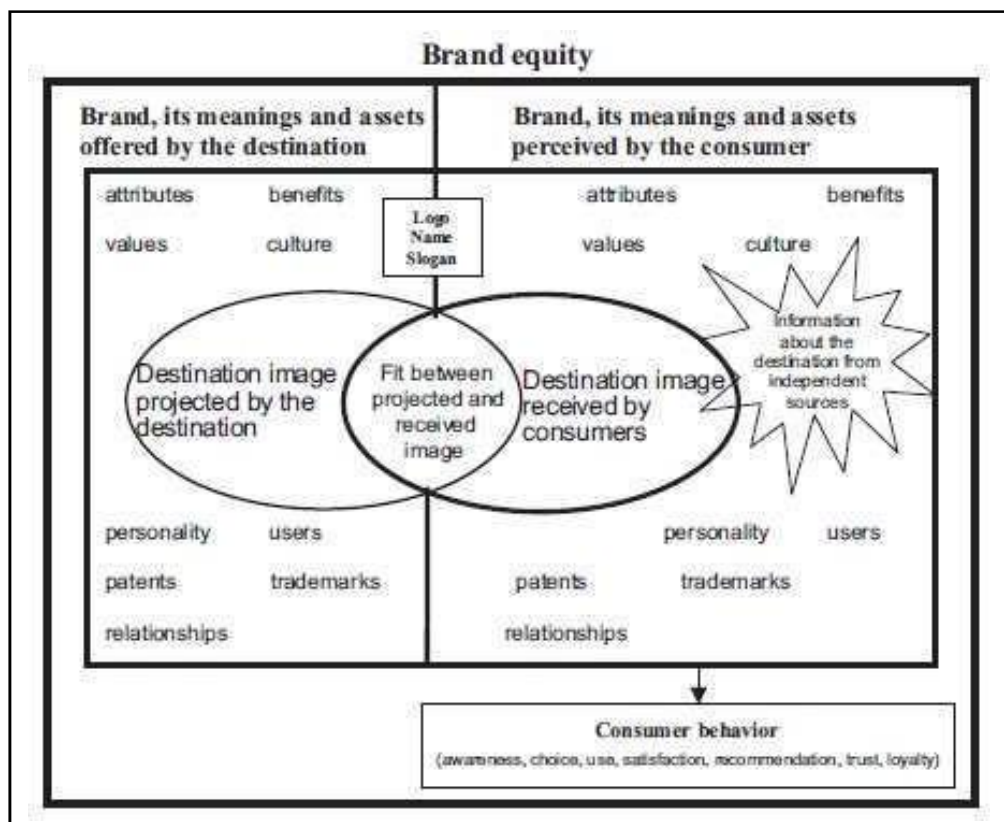 Brand equity
Brand, its meanings and assets
offered by the destination
Brand, its meanings and assets
perceived by the consumer
attributes benefits
values culture
Logo
Name
Slogan
attributes benefits
values culture
Information
about the
destination from
independent
sources
Destination image
projected by the
destination
Fit between
projected and
received
image
Destination image
received by
consumers
personality users
patents trademarks
relationships
personality users
patents trademarks
relationships
Consumer behavior
(awareness, choice, use, satisfaction, recommendation, trust, loyalty)